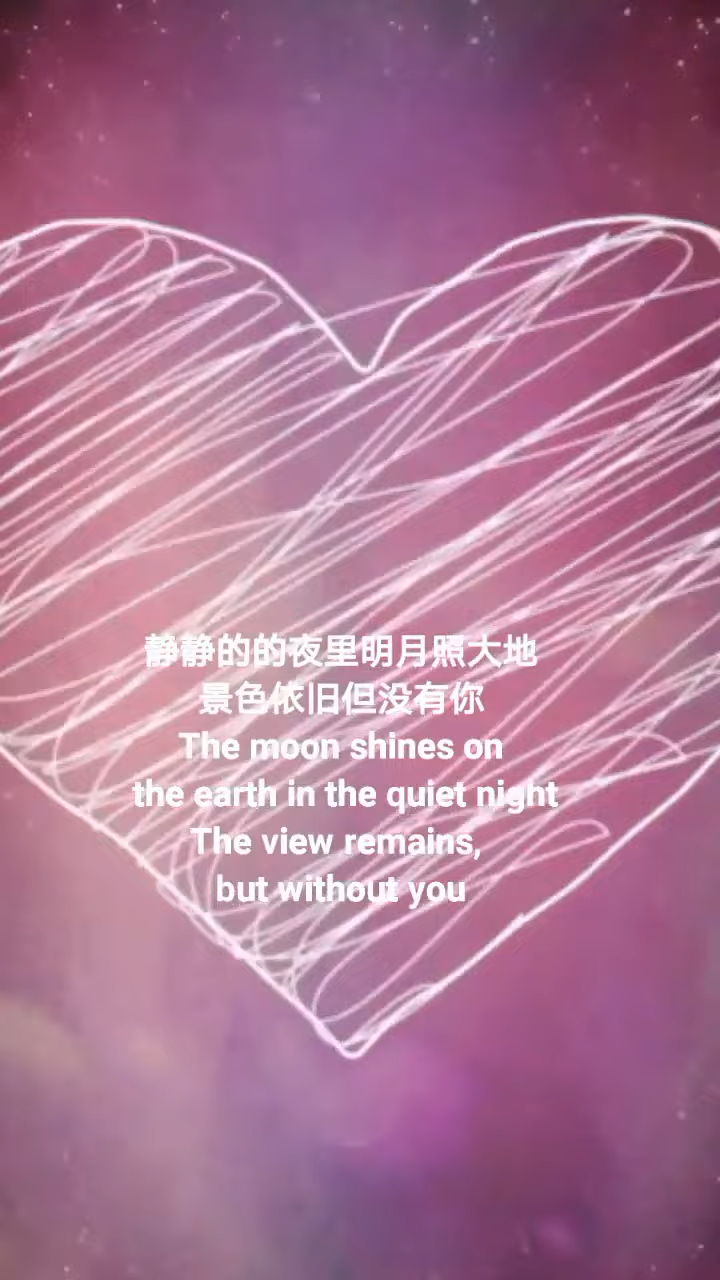 静静的的夜里明月照大地
景色依旧但没有你
The moon shines on
the earth in the quiet night
The view remains,
but without you